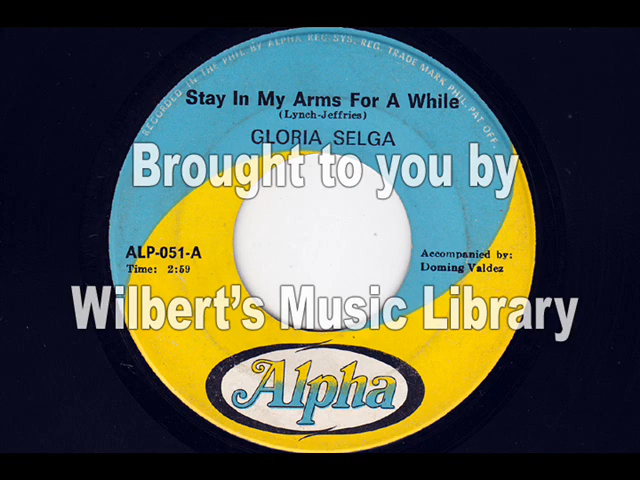 RECORDED IN THE PHIL. BY ALPHA REC. SYS. - REG. TRADE MARK PHIL. PAT. OFF.
Stay In My Arms For A While
(Lynch-Jeffries)
GLORIA SELGA
Brought to you by
ALP-051-A
Time: 2:59
Accompanied by:
Doming Valdez
Wilbert's Music Library
Alpha